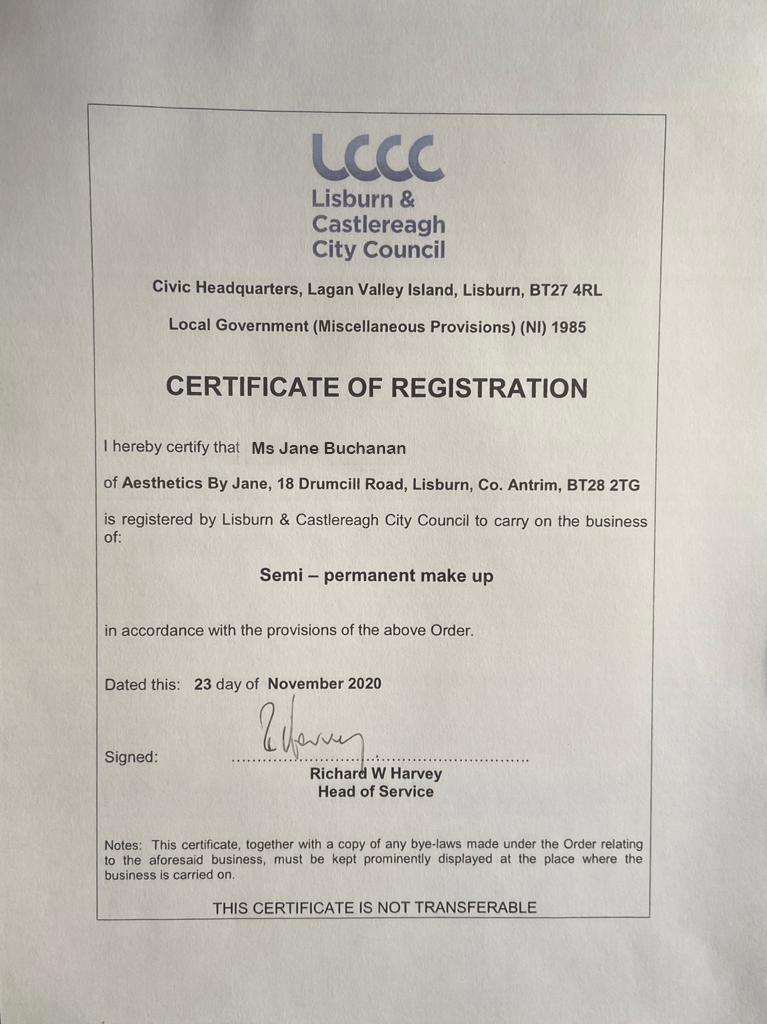 LCCC
Lisburn &
Castlereagh
City Council
Civic Headquarters, Lagan Valley Island, Lisburn, BT27 4RL
Local Government (Miscellaneous Provisions) (NI) 1985
CERTIFICATE OF REGISTRATION
I hereby certify that Ms Jane Buchanan
of Aesthetics By Jane, 18 Drumcill Road, Lisburn, Co. Antrim, BT28 2TG
is registered by Lisburn & Castlereagh City Council to carry on the business
of:
Semi – permanent make up
in accordance with the provisions of the above Order.
Dated this: 23 day of November 2020
R Harvey
Signed:
Richard W Harvey
Head of Service
Notes: This certificate, together with a copy of any bye-laws made under the Order relating
to the aforesaid business, must be kept prominently displayed at the place where the
business is carried on.
THIS CERTIFICATE IS NOT TRANSFERABLE